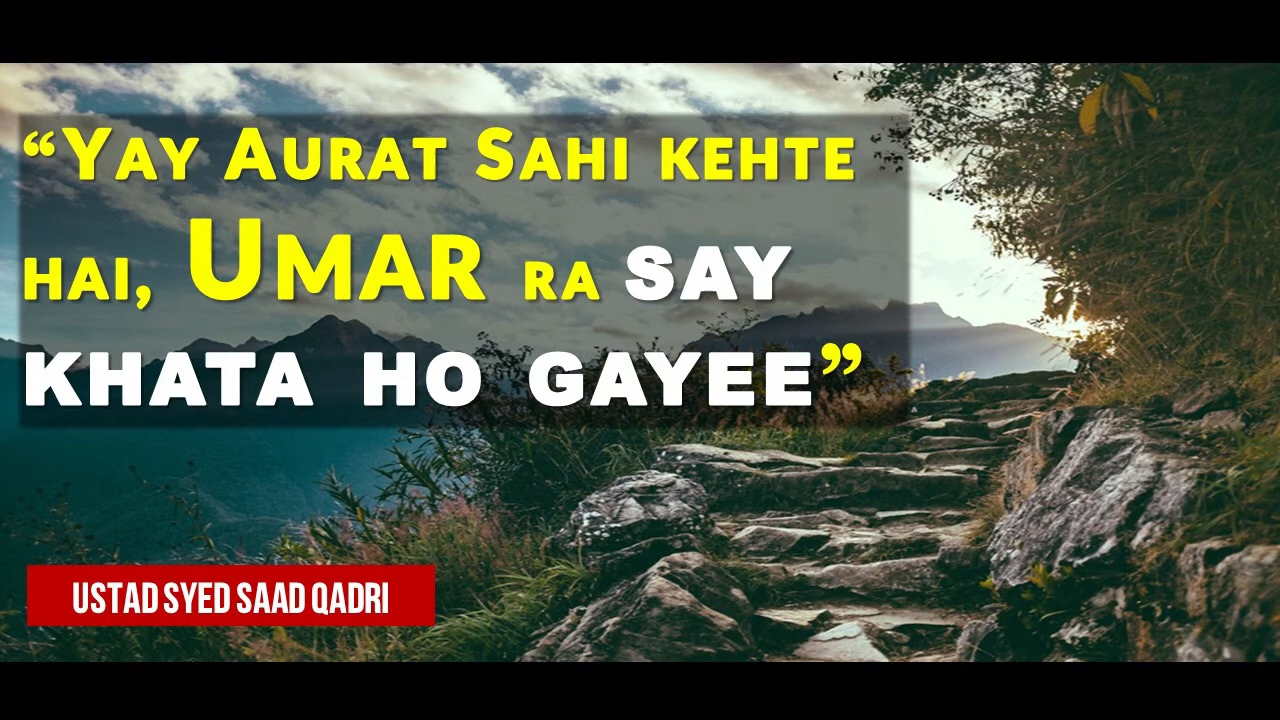 “Yay Aurat Sahi kehte
hai, Umar ra say
khata ho gayee”
USTAD SYED SAAD QADRI